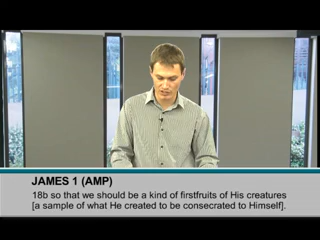 JAMES 1 (AMP)
18b so that we should be a kind of firstfruits of His creatures
[a sample of what He created to be consecrated to Himself].